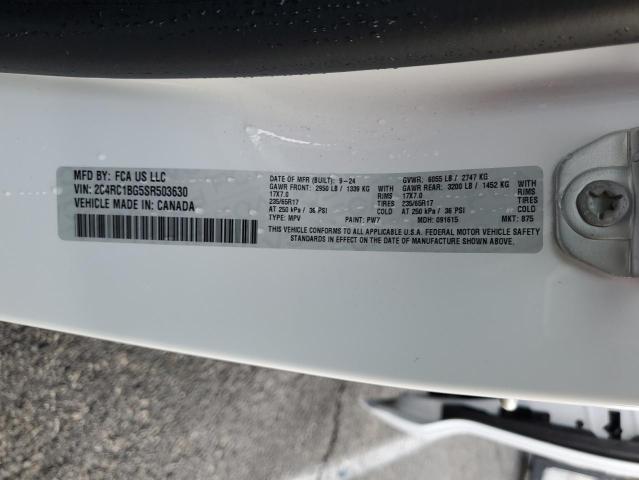 MFD BY: FCA US LLC
VIN: 2C4RC1BG5SR503630
VEHICLE MADE IN: CANADA
DATE OF MFR (BUILT): 9-24 GVWR: 6055 LB / 2747 KG
GAWR FRONT: 2950 LB / 1339 KG WITH GAWR REAR: 3200 LB / 1452 KG WITH
17X7.0 RIMS 17X7.0 RIMS
235/65R17 TIRES 235/65R17 TIRES
AT 250 kPa / 36 PSI COLD AT 250 kPa / 36 PSI COLD
TYPE: MPV PAINT: PW7 MDH: 091615 MKT: 875
THIS VEHICLE CONFORMS TO ALL APPLICABLE U.S.A. FEDERAL MOTOR VEHICLE SAFETY
STANDARDS IN EFFECT ON THE DATE OF MANUFACTURE SHOWN ABOVE.